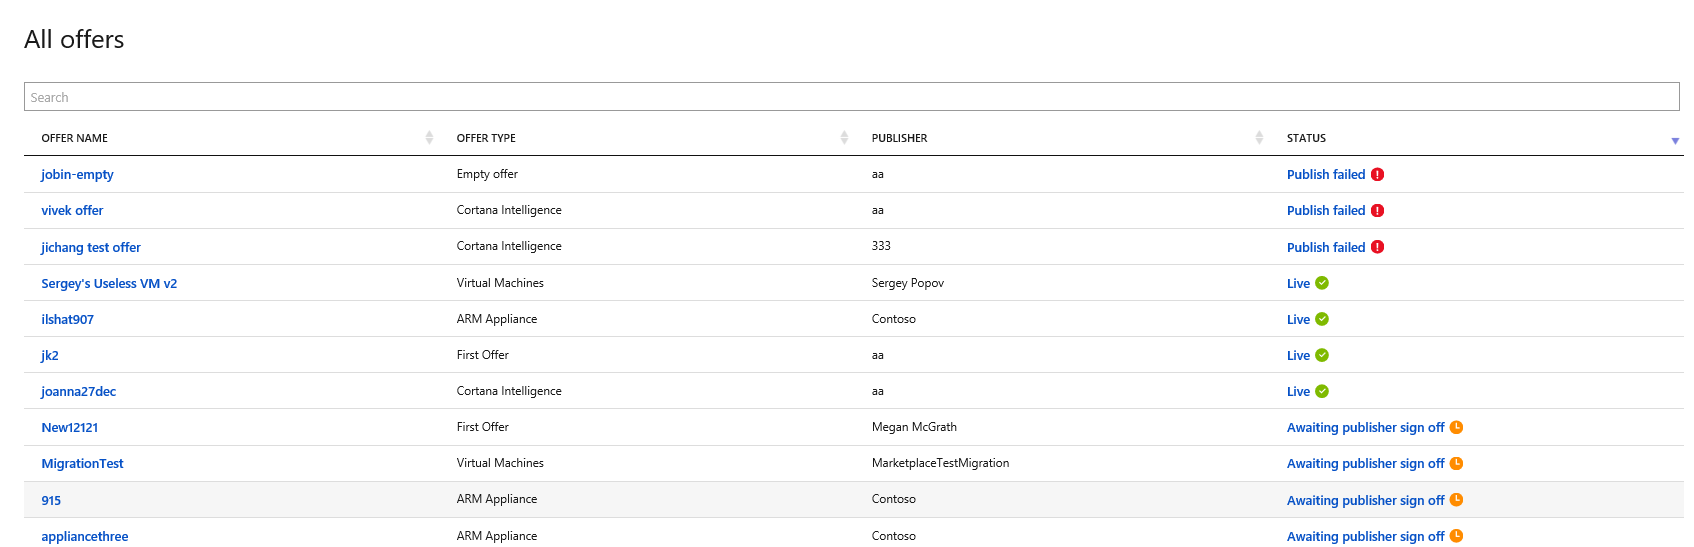 All offers
Search
OFFER NAME OFFER TYPE PUBLISHER STATUS
jobin-empty Empty offer aa Publish failed
vivek offer Cortana Intelligence aa Publish failed
jichang test offer Cortana Intelligence 333 Publish failed
Sergey's Useless VM v2 Virtual Machines Sergey Popov Live
ilshat907 ARM Appliance Contoso Live
jk2 First Offer aa Live
joanna27dec Cortana Intelligence aa Live
New12121 First Offer Megan McGrath Awaiting publisher sign off
MigrationTest Virtual Machines MarketplaceTestMigration Awaiting publisher sign off
915 ARM Appliance Contoso Awaiting publisher sign off
appliancethree ARM Appliance Contoso Awaiting publisher sign off